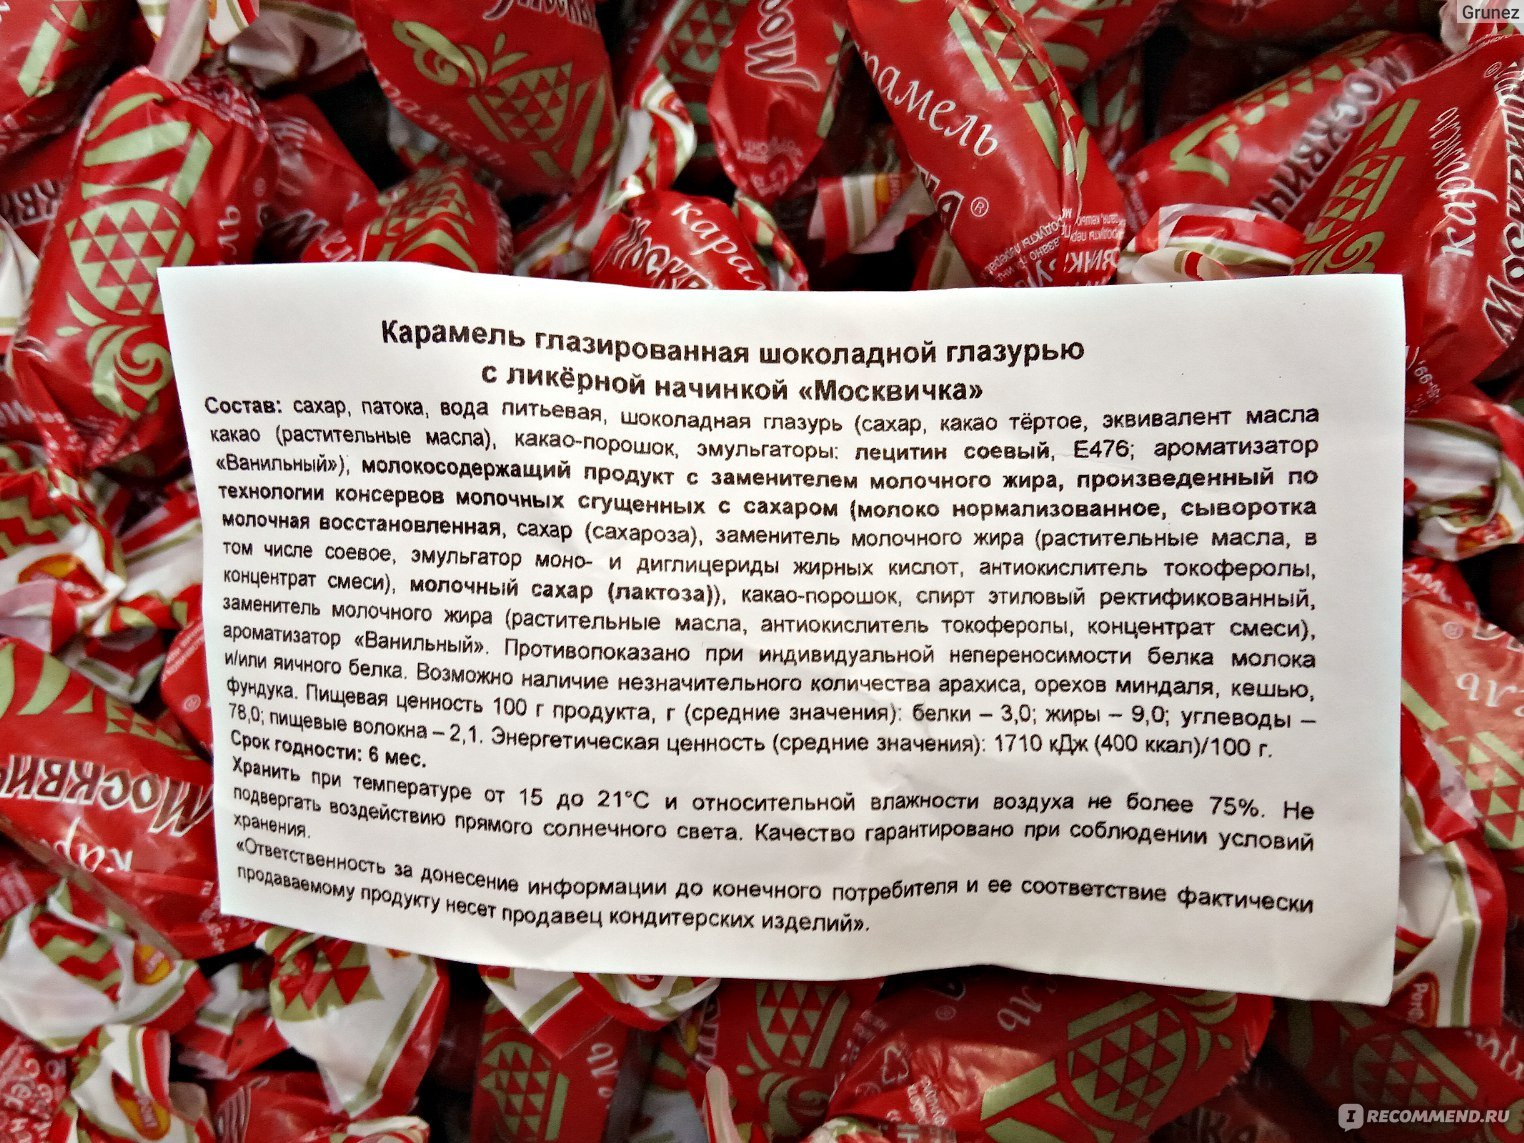 Grunez
Карамель глазированная шоколадной глазурью
с ликёрной начинкой «Москвичка»
Состав: сахар, патока, вода питьевая, шоколадная глазурь (сахар, какао тёртое, эквивалент масла
какао (растительные масла), какао-порошок, эмульгаторы: лецитин соевый, Е476; ароматизатор
«Ванильный»), молокосодержащий продукт с заменителем молочного жира, произведенный по
технологии консервов молочных сгущенных с сахаром (молоко нормализованное, сыворотка
молочная восстановленная, сахар (сахароза), заменитель молочного жира (растительные масла, в
том числе соевое, эмульгатор моно- и диглицериды жирных кислот, антиокислитель токоферолы,
концентрат смеси), молочный сахар (лактоза)), какао-порошок, спирт этиловый ректификованный,
заменитель молочного жира (растительные масла, антиокислитель токоферолы, концентрат смеси),
ароматизатор «Ванильный». Противопоказано при индивидуальной непереносимости белка молока
и/или яичного белка. Возможно наличие незначительного количества арахиса, орехов миндаля, кешью,
фундука. Пищевая ценность 100 г продукта, г (средние значения): белки – 3,0; жиры – 9,0; углеводы –
78,0; пищевые волокна – 2,1. Энергетическая ценность (средние значения): 1710 кДж (400 ккал)/100 г.
Срок годности: 6 мес.
Хранить при температуре от 15 до 21°С и относительной влажности воздуха не более 75%. Не
подвергать воздействию прямого солнечного света. Качество гарантировано при соблюдении условий
хранения.
«Ответственность за донесение информации до конечного потребителя и ее соответствие фактически
продаваемому продукту несет продавец кондитерских изделий».
карамель
I RECOMMEND.RU